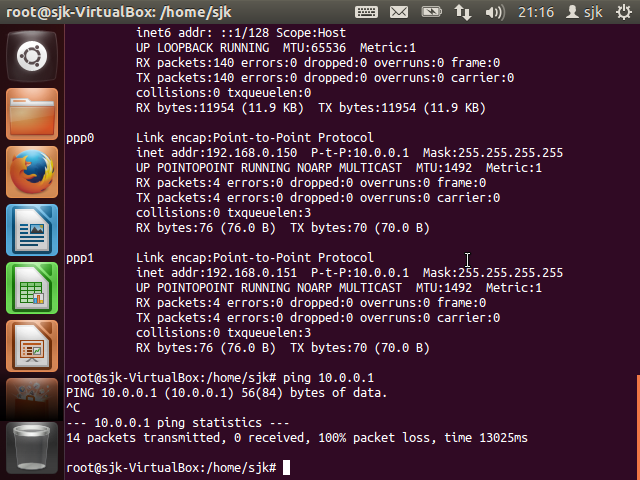 root@sjk-VirtualBox: /home/sjk 21:16 sjk
inet6 addr: ::1/128 Scope:Host
UP LOOPBACK RUNNING  MTU:65536  Metric:1
RX packets:140 errors:0 dropped:0 overruns:0 frame:0
TX packets:140 errors:0 dropped:0 overruns:0 carrier:0
collisions:0 txqueuelen:0
RX bytes:11954 (11.9 KB)  TX bytes:11954 (11.9 KB)
ppp0      Link encap:Point-to-Point Protocol
inet addr:192.168.0.150  P-t-P:10.0.0.1  Mask:255.255.255.255
UP POINTOPOINT RUNNING NOARP MULTICAST  MTU:1492  Metric:1
RX packets:4 errors:0 dropped:0 overruns:0 frame:0
TX packets:4 errors:0 dropped:0 overruns:0 carrier:0
collisions:0 txqueuelen:3
RX bytes:76 (76.0 B)  TX bytes:70 (70.0 B)
ppp1      Link encap:Point-to-Point Protocol
inet addr:192.168.0.151  P-t-P:10.0.0.1  Mask:255.255.255.255
UP POINTOPOINT RUNNING NOARP MULTICAST  MTU:1492  Metric:1
RX packets:4 errors:0 dropped:0 overruns:0 frame:0
TX packets:4 errors:0 dropped:0 overruns:0 carrier:0
collisions:0 txqueuelen:3
RX bytes:76 (76.0 B)  TX bytes:70 (70.0 B)
root@sjk-VirtualBox:/home/sjk# ping 10.0.0.1
PING 10.0.0.1 (10.0.0.1) 56(84) bytes of data.
^C
--- 10.0.0.1 ping statistics ---
14 packets transmitted, 0 received, 100% packet loss, time 13025ms
root@sjk-VirtualBox:/home/sjk#